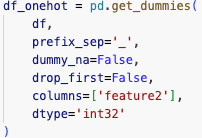 df_onehot = pd.get_dummies(
    df,
    prefix_sep='_',
    dummy_na=False,
    drop_first=False,
    columns=['feature2'],
    dtype='int32'
)